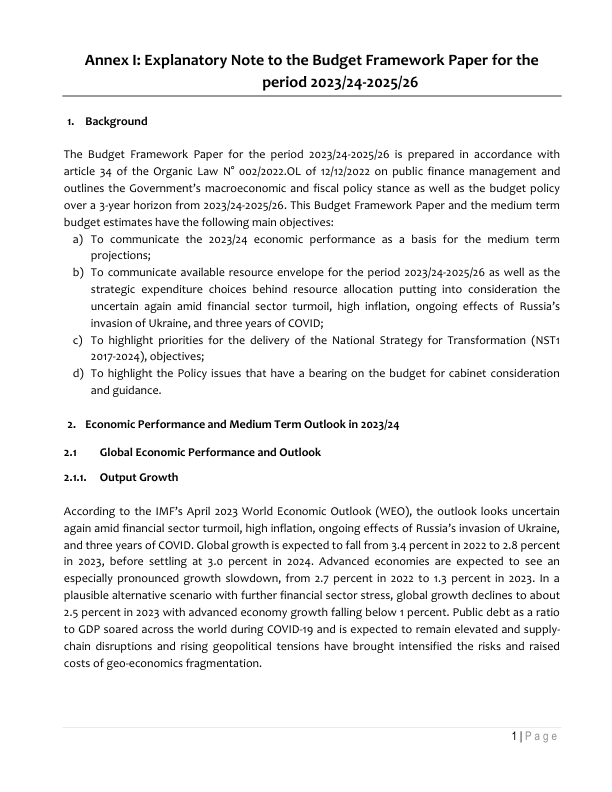 Annex I: Explanatory Note to the Budget Framework Paper for the
period 2023/24-2025/26
1. Background
The Budget Framework Paper for the period 2023/24-2025/26 is prepared in accordance with
article 34 of the Organic Law N° 002/2022.OL of 12/12/2022 on public finance management and
outlines the Government's macroeconomic and fiscal policy stance as well as the budget policy
over a 3-year horizon from 2023/24-2025/26. This Budget Framework Paper and the medium term
budget estimates have the following main objectives:
a) To communicate the 2023/24 economic performance as a basis for the medium term
projections;
b) To communicate available resource envelope for the period 2023/24-2025/26 as well as the
strategic expenditure choices behind resource allocation putting into consideration the
uncertain again amid financial sector turmoil, high inflation, ongoing effects of Russia's
invasion of Ukraine, and three years of COVID;
c) To highlight priorities for the delivery of the National Strategy for Transformation (NST1
2017-2024), objectives;
d) To highlight the Policy issues that have a bearing on the budget for cabinet consideration
and guidance.
2. Economic Performance and Medium Term Outlook in 2023/24
2.1 Global Economic Performance and Outlook
2.1.1. Output Growth
According to the IMF's April 2023 World Economic Outlook (WEO), the outlook looks uncertain
again amid financial sector turmoil, high inflation, ongoing effects of Russia's invasion of Ukraine,
and three years of COVID. Global growth is expected to fall from 3.4 percent in 2022 to 2.8 percent
in 2023, before settling at 3.0 percent in 2024. Advanced economies are expected to see an
especially pronounced growth slowdown, from 2.7 percent in 2022 to 1.3 percent in 2023. In a
plausible alternative scenario with further financial sector stress, global growth declines to about
2.5 percent in 2023 with advanced economy growth falling below 1 percent. Public debt as a ratio
to GDP soared across the world during COVID-19 and is expected to remain elevated and supply-
chain disruptions and rising geopolitical tensions have brought intensified the risks and raised
costs of geo-economics fragmentation.
1 | Page